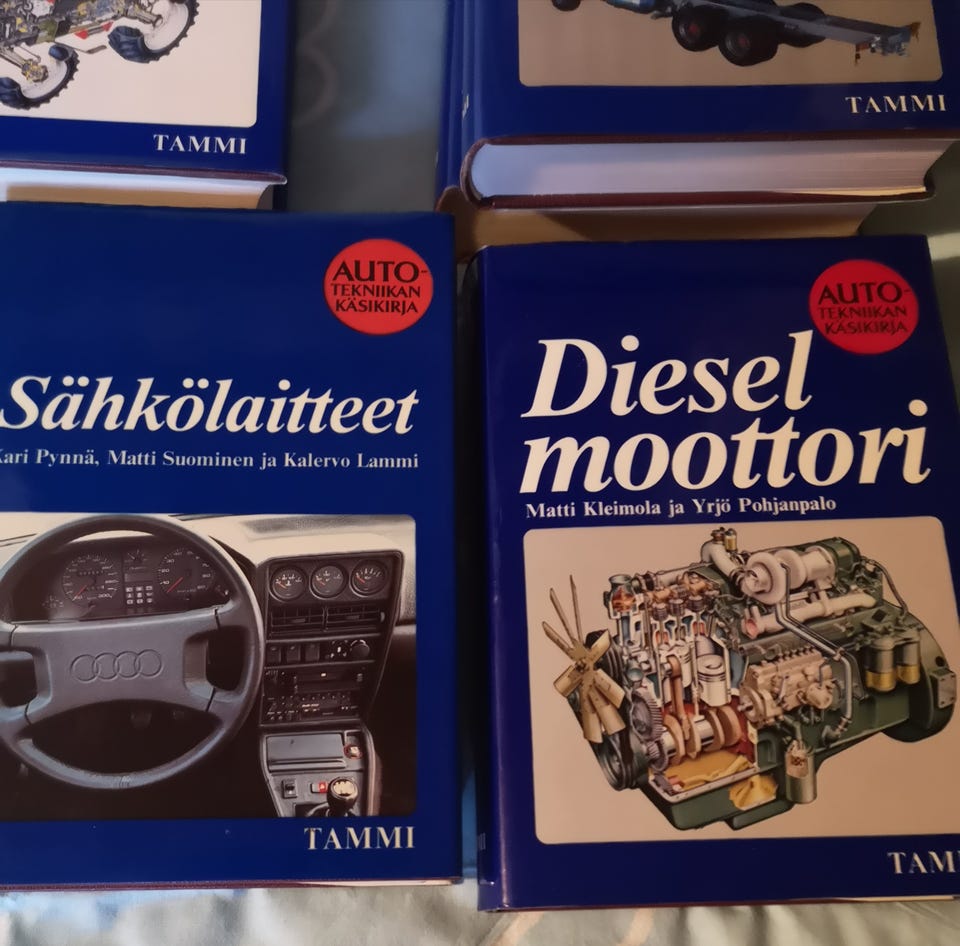 TAMMI
TAMMI
AUTO-
TEKNIIKAN
KÄSIKIRJA
Sähkölaitteet
Kari Pynnä, Matti Suominen ja Kalervo Lammi
TAMMI
AUTO-
TEKNIIKAN
KÄSIKIRJA
Diesel
moottori
Matti Kleimola ja Yrjö Pohjanpalo
TAMM